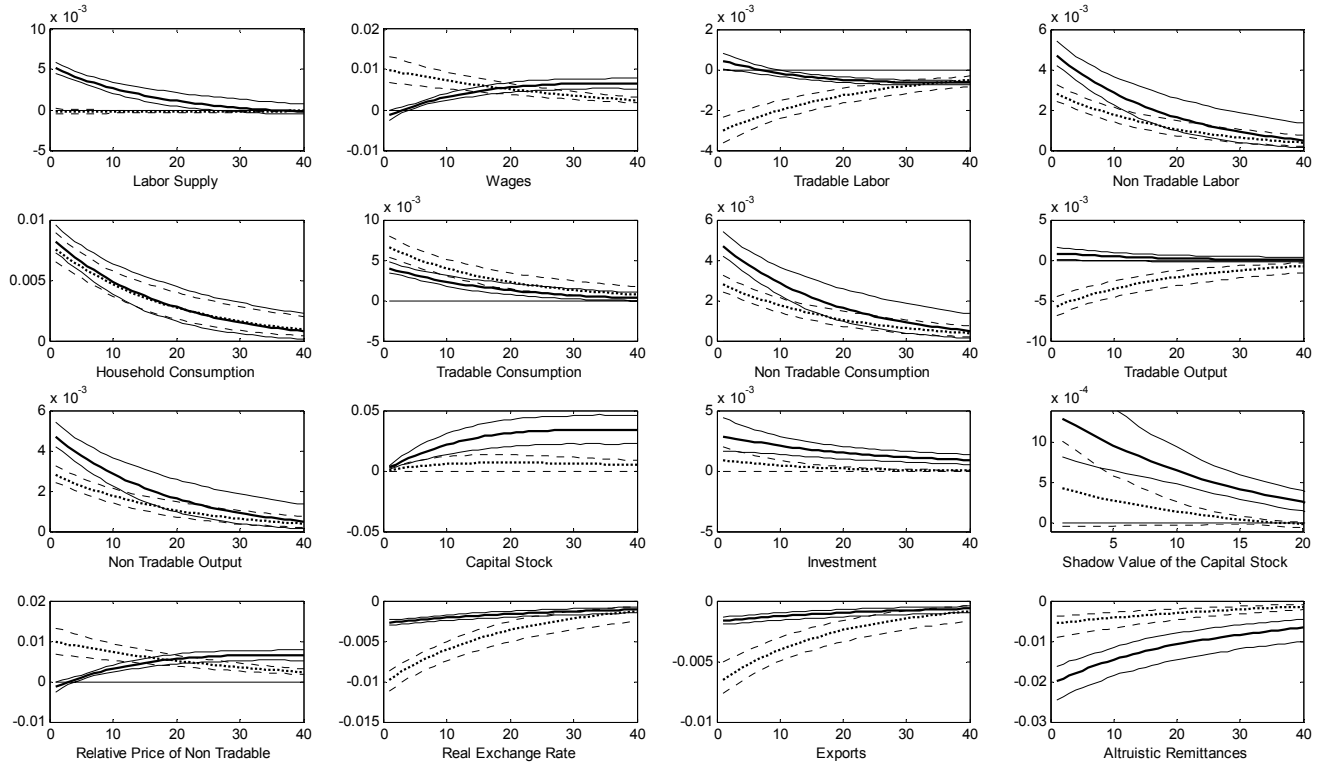 x 10^-3
10
5
0
-5
0 10 20 30 40
Labor Supply
0.02
0.01
0
-0.01
0 10 20 30 40
Wages
x 10^-3
2
0
-2
-4
0 10 20 30 40
Tradable Labor
x 10^-3
6
4
2
0
0 10 20 30 40
Non Tradable Labor
0.01
0.005
0
0 10 20 30 40
Household Consumption
x 10^-3
10
5
0
-5
0 10 20 30 40
Tradable Consumption
x 10^-3
6
4
2
0
0 10 20 30 40
Non Tradable Consumption
x 10^-3
5
0
-5
-10
0 10 20 30 40
Tradable Output
x 10^-3
6
4
2
0
0 10 20 30 40
Non Tradable Output
0.05
0
-0.05
0 10 20 30 40
Capital Stock
x 10^-3
5
0
-5
0 10 20 30 40
Investment
x 10^-4
10
5
0
5 10 15 20
Shadow Value of the Capital Stock
0.02
0.01
0
-0.01
0 10 20 30 40
Relative Price of Non Tradable
0
-0.005
-0.01
-0.015
0 10 20 30 40
Real Exchange Rate
0
-0.005
-0.01
0 10 20 30 40
Exports
0
-0.01
-0.02
-0.03
0 10 20 30 40
Altruistic Remittances